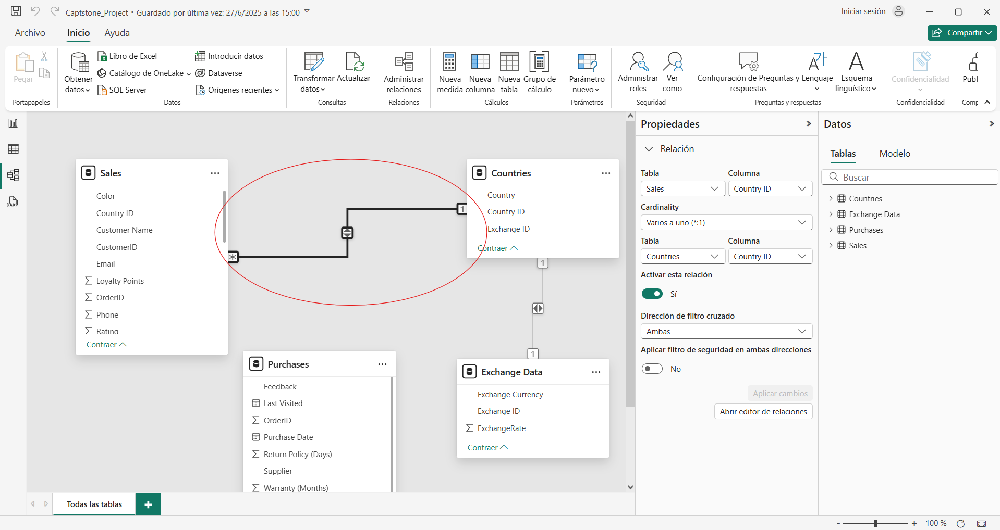 Captstone_Project • Guardado por última vez: 27/6/2025 a las 15:00
Iniciar sesión
Archivo
Inicio
Ayuda
Compartir
Pegar
Portapapeles
Obtener datos
Libro de Excel
Catálogo de OneLake
SQL Server
Introducir datos
Dataverse
Orígenes recientes
Datos
Transformar datos
Actualizar
Consultas
Administrar relaciones
Relaciones
Nueva medida
Nueva columna
Nueva tabla
Grupo de cálculo
Cálculos
Parámetro nuevo
Parámetros
Administrar roles
Ver como
Seguridad
Configuración de Preguntas y respuestas
Lenguaje
Esquema lingüístico
Preguntas y respuestas
Confidencialidad
Confidencialidad
Publ
Comp
DAX
Sales
Color
Country ID
Customer Name
CustomerID
Email
Loyalty Points
OrderID
Phone
Rating
Contraer
*
1
Countries
Country
Country ID
Exchange ID
Contraer
1
1
Purchases
Feedback
Last Visited
OrderID
Purchase Date
Return Policy (Days)
Supplier
Warranty (Months)
Exchange Data
Exchange Currency
Exchange ID
ExchangeRate
Contraer
Propiedades
Relación
Tabla
Columna
Sales
Country ID
Cardinality
Varios a uno (*:1)
Tabla
Columna
Countries
Country ID
Activar esta relación
Sí
Dirección de filtro cruzado
Ambas
Aplicar filtro de seguridad en ambas direcciones
No
Aplicar cambios
Abrir editor de relaciones
Datos
Tablas
Modelo
Buscar
Countries
Exchange Data
Purchases
Sales
Todas las tablas
+
- + 100 %